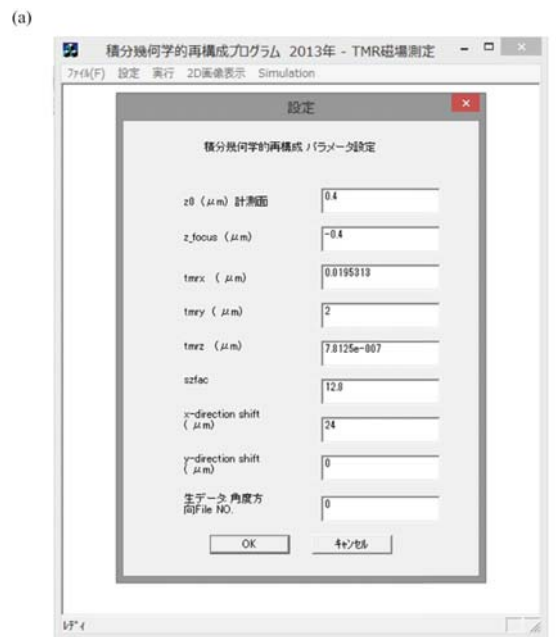 (a)
積分幾何学的再構成プログラム 2013年 - TMR磁場測定
ファイル(F) 設定 実行 2D画像表示 Simulation
設定
積分幾何学的再構成 パラメータ設定
z0 (μm) 計測面 0.4
z_focus (μm) -0.4
tmrx ( μm) 0.0195313
tmry ( μm) 2
tmrz (μm) 7.8125e-007
szfac 12.8
x-direction shift
( μm) 24
y-direction shift
( μm) 0
生データ 角度方
向File NO. 0
OK キャンセル
レディ